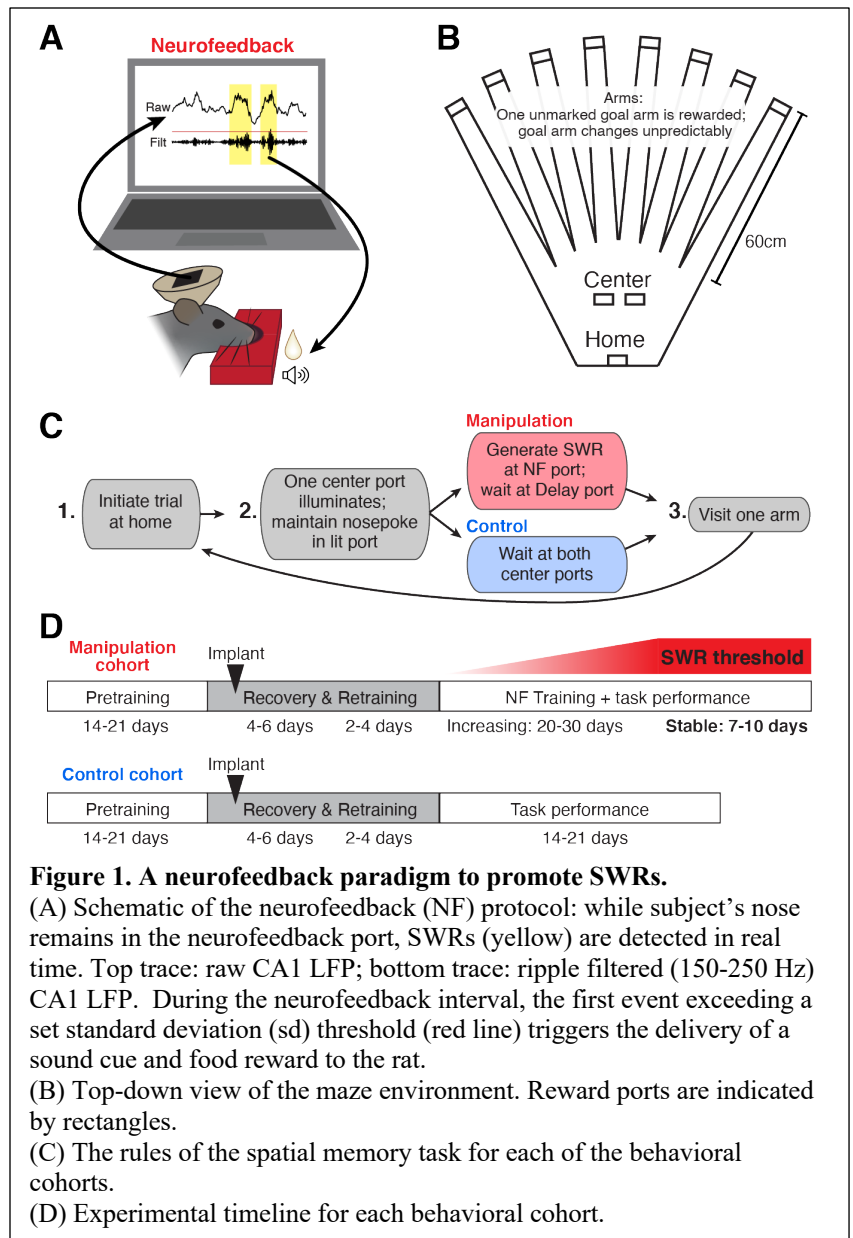 A
Neurofeedback
Raw
Filt
B
Arms:
One unmarked goal arm is rewarded;
goal arm changes unpredictably
60cm
Center
Home
C
1.
Initiate trial
at home
2.
One center port
illuminates;
maintain nosepoke
in lit port
Manipulation
Generate SWR
at NF port;
wait at Delay port
Control
Wait at both
center ports
3.
Visit one arm
D
Manipulation
cohort
Implant
SWR threshold
Pretraining
Recovery & Retraining
NF Training + task performance
14-21 days
4-6 days
2-4 days
Increasing: 20-30 days
Stable: 7-10 days
Control cohort
Implant
Pretraining
Recovery & Retraining
Task performance
14-21 days
4-6 days
2-4 days
14-21 days
Figure 1. A neurofeedback paradigm to promote SWRs.
(A) Schematic of the neurofeedback (NF) protocol: while subject’s nose
remains in the neurofeedback port, SWRs (yellow) are detected in real
time. Top trace: raw CA1 LFP; bottom trace: ripple filtered (150-250 Hz)
CA1 LFP.  During the neurofeedback interval, the first event exceeding a
set standard deviation (sd) threshold (red line) triggers the delivery of a
sound cue and food reward to the rat.
(B) Top-down view of the maze environment. Reward ports are indicated
by rectangles.
(C) The rules of the spatial memory task for each of the behavioral
cohorts.
(D) Experimental timeline for each behavioral cohort.